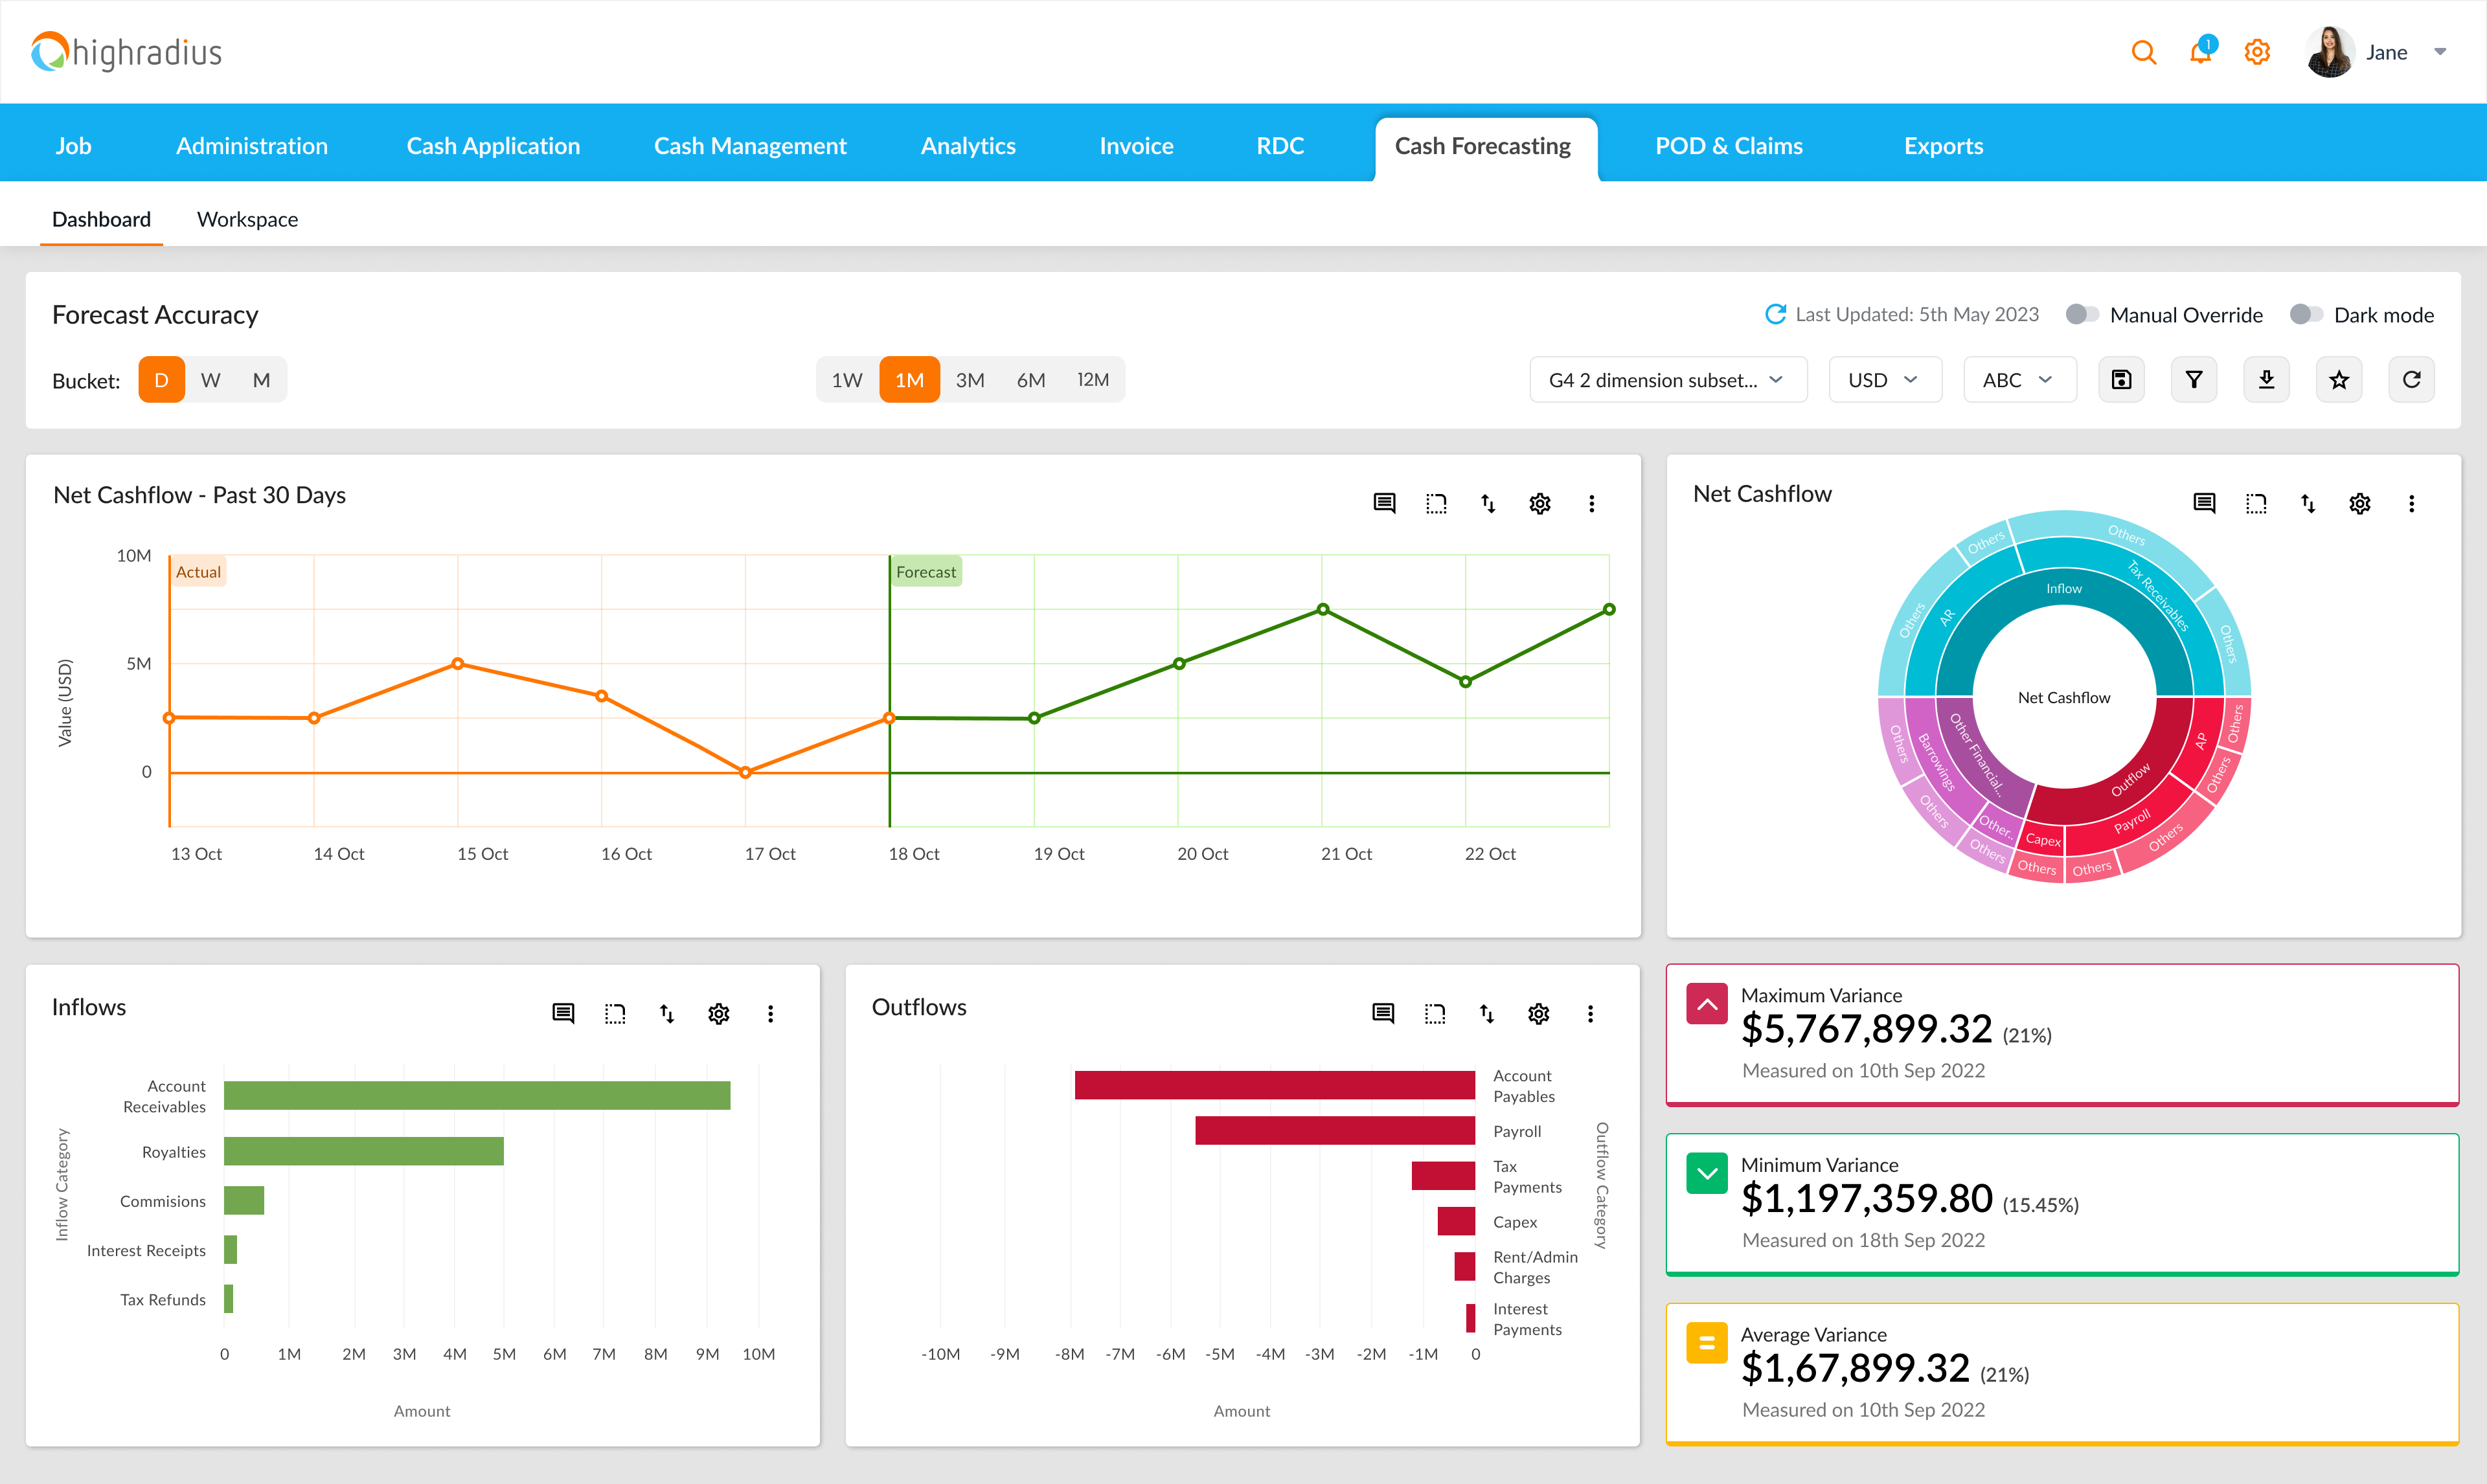 highradius
1
Jane
Job
Administration
Cash Application
Cash Management
Analytics
Invoice
RDC
Cash Forecasting
POD & Claims
Exports
Dashboard
Workspace
Forecast Accuracy
Last Updated: 5th May 2023
Manual Override
Dark mode
Bucket:
D
W
M
1W
1M
3M
6M
12M
G4 2 dimension subset...
USD
ABC
Net Cashflow - Past 30 Days
Value (USD)
10M
5M
0
Actual
Forecast
13 Oct
14 Oct
15 Oct
16 Oct
17 Oct
18 Oct
19 Oct
20 Oct
21 Oct
22 Oct
Net Cashflow
Others
Others
Others
Others
AR
Tax Receivables
Inflow
Net Cashflow
Other Financial...
Outflow
Barrowings
Other..
Capex
Payroll
AP
Others
Others
Others
Others
Others
Others
Others
Others
Inflows
Inflow Category
Account
Receivables
Royalties
Commisions
Interest Receipts
Tax Refunds
0
1M
2M
3M
4M
5M
6M
7M
8M
9M
10M
Amount
Outflows
Account
Payables
Payroll
Tax
Payments
Capex
Rent/Admin
Charges
Interest
Payments
Outflow Category
-10M
-9M
-8M
-7M
-6M
-5M
-4M
-3M
-2M
-1M
0
Amount
Maximum Variance
$5,767,899.32 (21%)
Measured on 10th Sep 2022
Minimum Variance
$1,197,359.80 (15.45%)
Measured on 18th Sep 2022
Average Variance
$1,67,899.32 (21%)
Measured on 10th Sep 2022